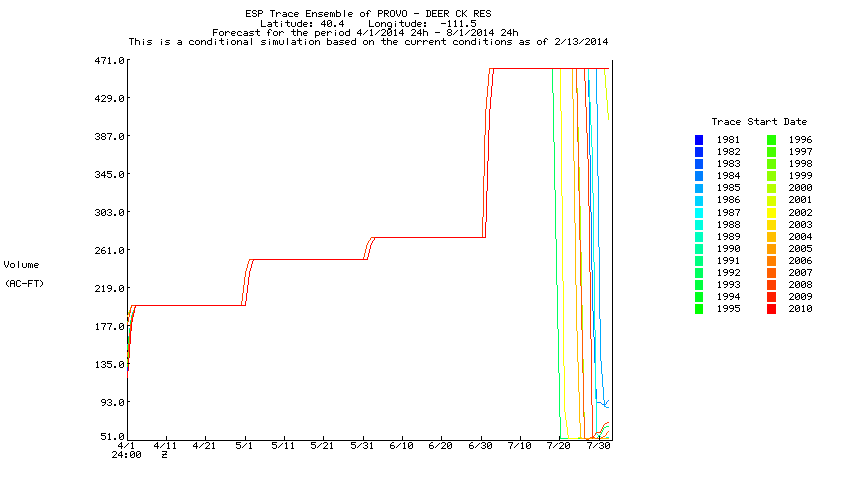 ESP Trace Ensemble of PROVO - DEER CK RES
Latitude: 40.4 Longitude: -111.5
Forecast for the period 4/1/2014 24h - 8/1/2014 24h
This is a conditional simulation based on the current conditions as of 2/13/2014
471.0
429.0
387.0
345.0
303.0
261.0
219.0
177.0
135.0
93.0
51.0
Volume
(AC-FT)
4/1 4/11 4/21 5/1 5/11 5/21 5/31 6/10 6/20 6/30 7/10 7/20 7/30
24:00 Z
Trace Start Date
1981 1996
1982 1997
1983 1998
1984 1999
1985 2000
1986 2001
1987 2002
1988 2003
1989 2004
1990 2005
1991 2006
1992 2007
1993 2008
1994 2009
1995 2010